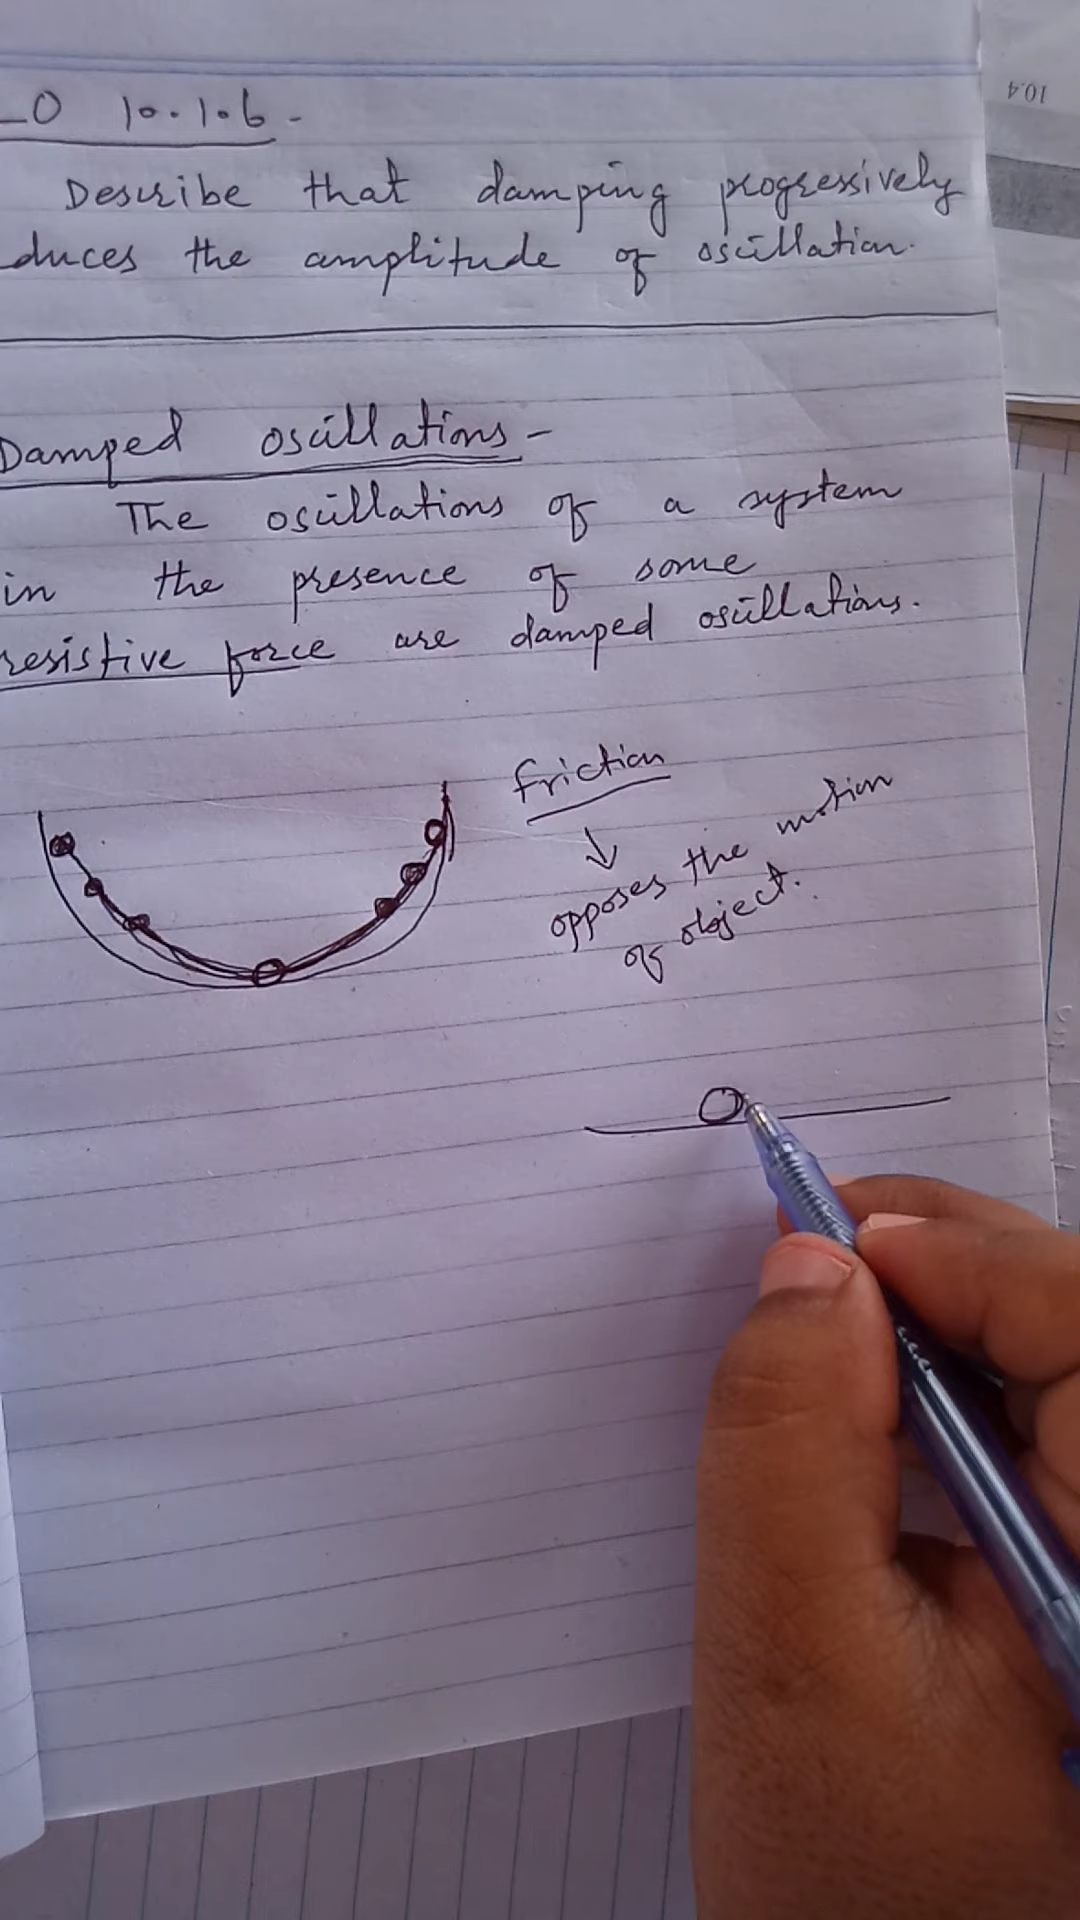 LO 10.1.6 -
Describe that damping progressively
duces the amplitude of oscillation.
Damped oscillations -
The oscillations of a system
in the presence of some
resistive force are damped oscillations.
friction
↓
opposes the motion
of object.
10.4